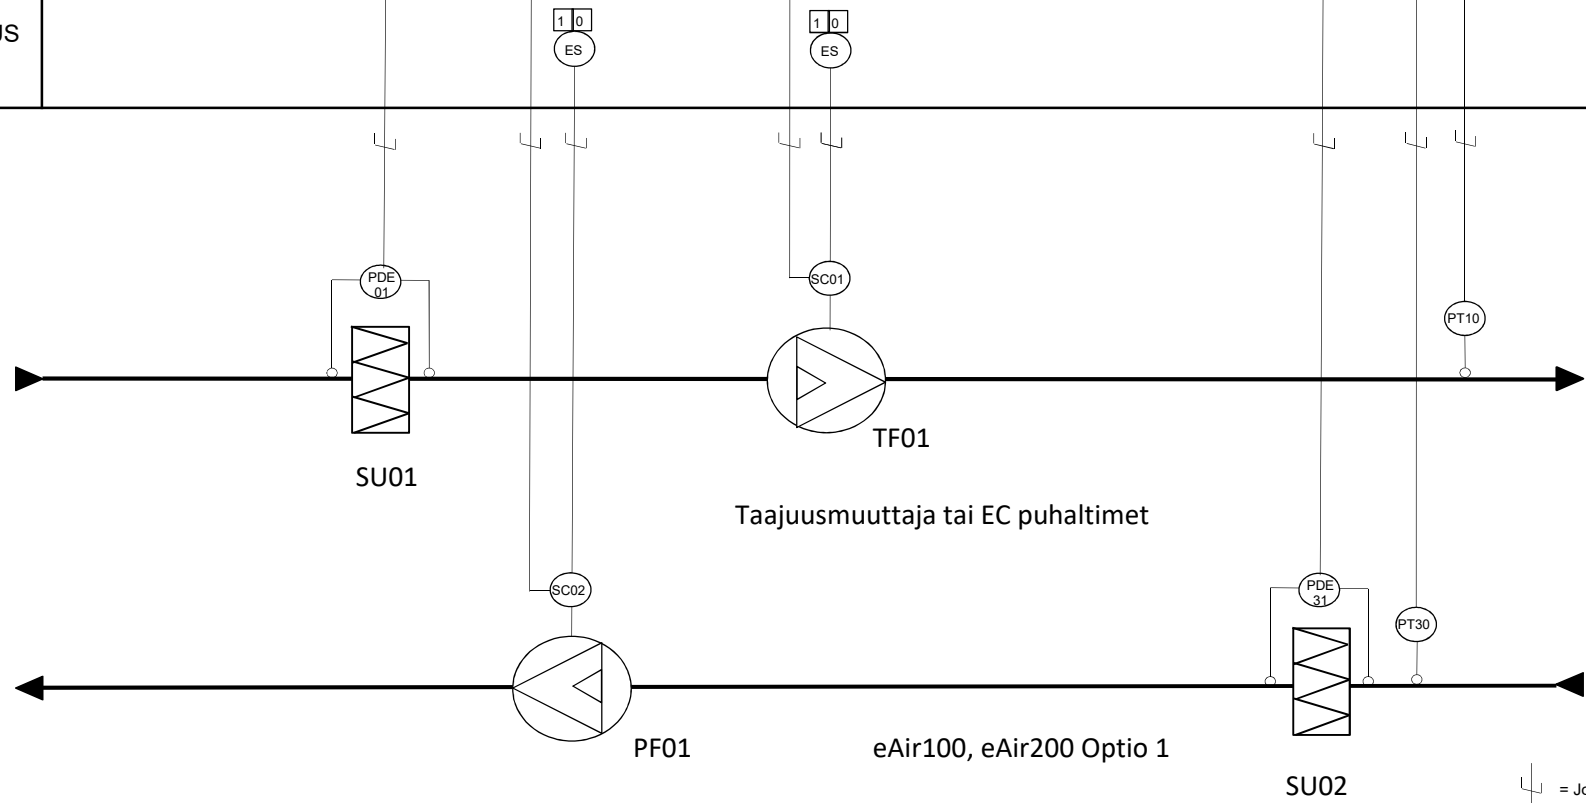 1 0
1 0
US
ES
ES
PDE
01
SC01
PT10
TF01
SU01
Taajuusmuuttaja tai EC puhaltimet
SC02
PDE
31
PT30
PF01
eAir100, eAir200 Optio 1
SU02
= Jo